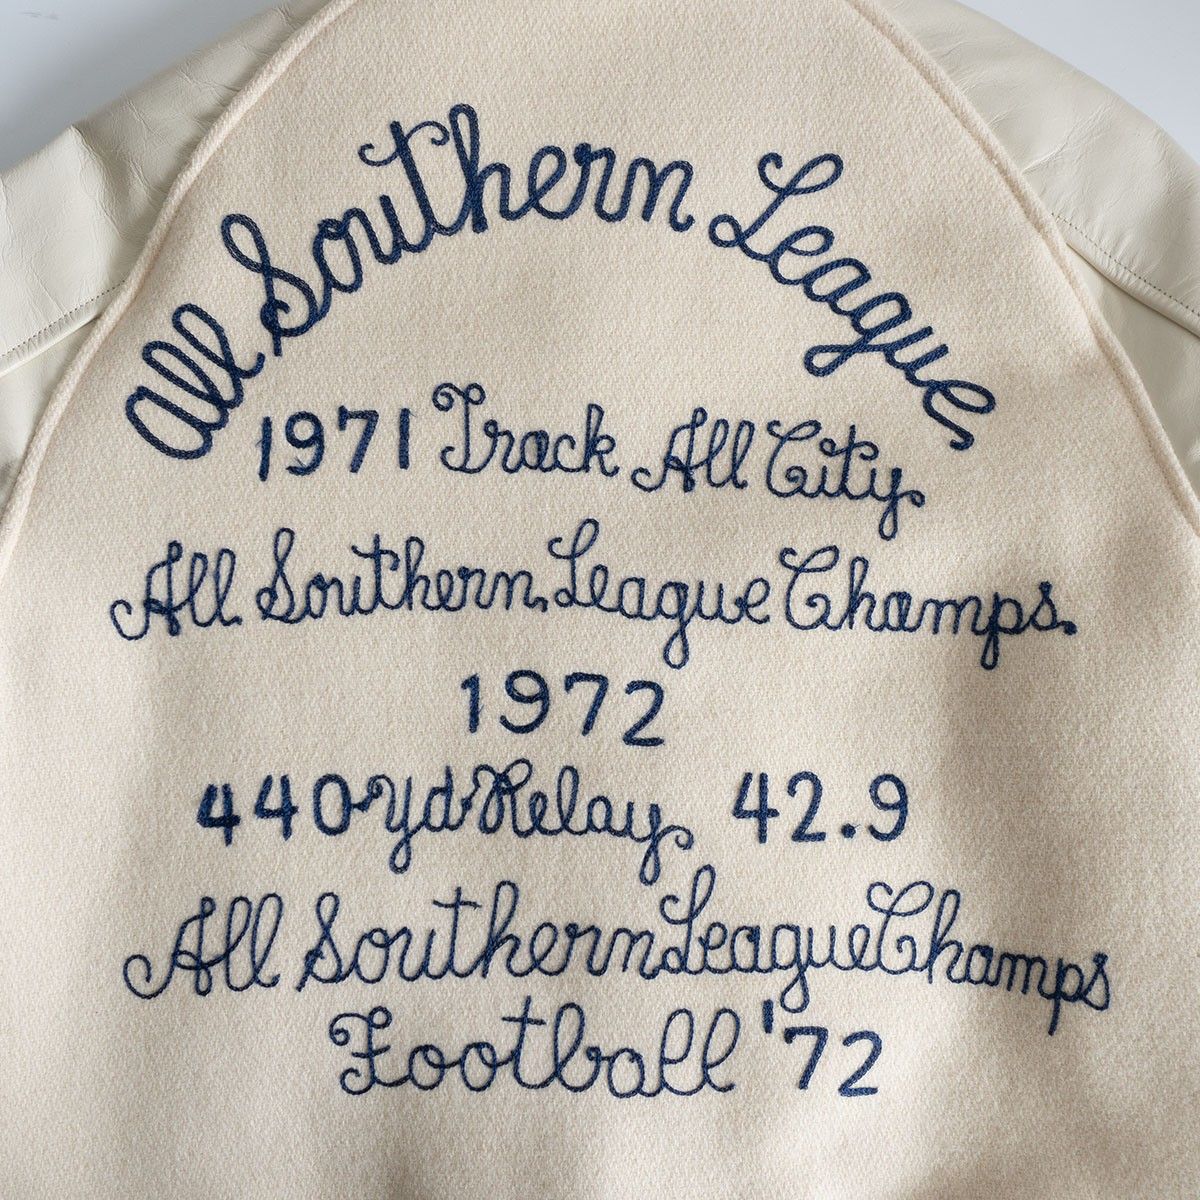 All Southern League
1971 Track All City
All Southern League Champs.
1972
440-yd-Relay 42.9
All Southern League Champs
Football '72